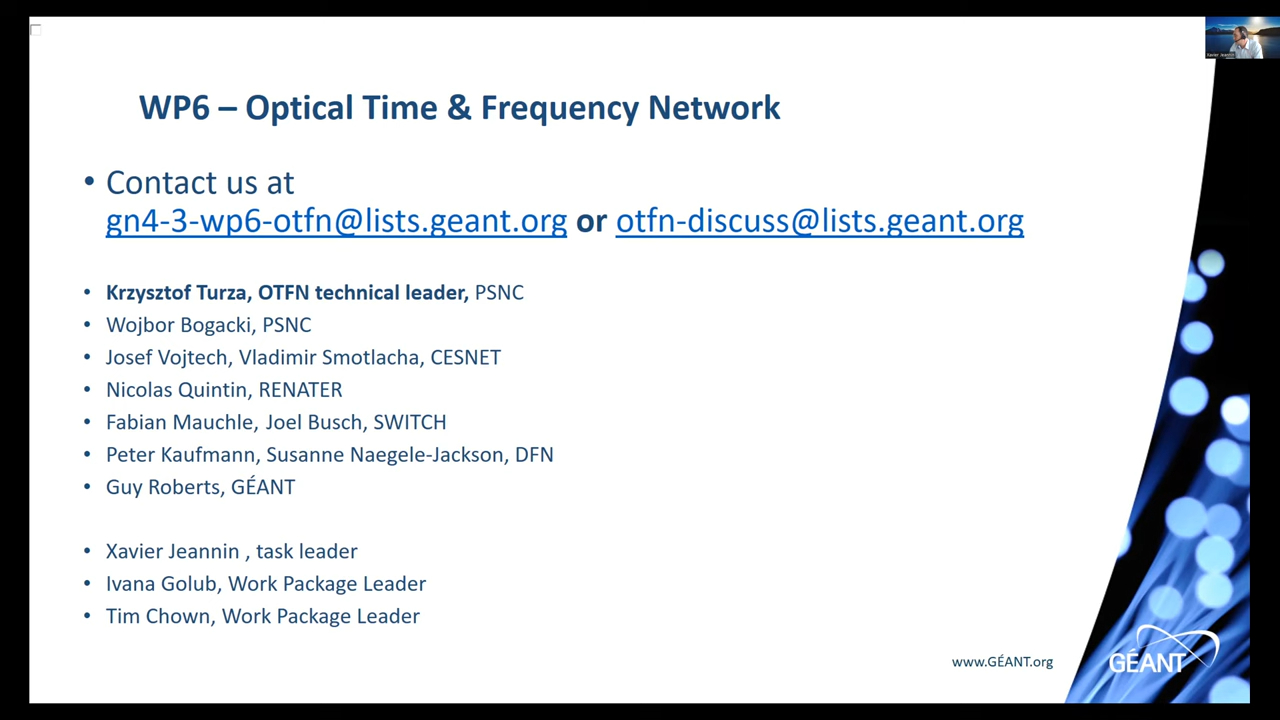 WP6 – Optical Time & Frequency Network
• Contact us at
gn4-3-wp6-otfn@lists.geant.org or otfn-discuss@lists.geant.org
• Krzysztof Turza, OTFN technical leader, PSNC
• Wojbor Bogacki, PSNC
• Josef Vojtech, Vladimir Smotlacha, CESNET
• Nicolas Quintin, RENATER
• Fabian Mauchle, Joel Busch, SWITCH
• Peter Kaufmann, Susanne Naegele-Jackson, DFN
• Guy Roberts, GÉANT
• Xavier Jeannin , task leader
• Ivana Golub, Work Package Leader
• Tim Chown, Work Package Leader
www.GÉANT.org
GÉANT
Xavier Jeannin